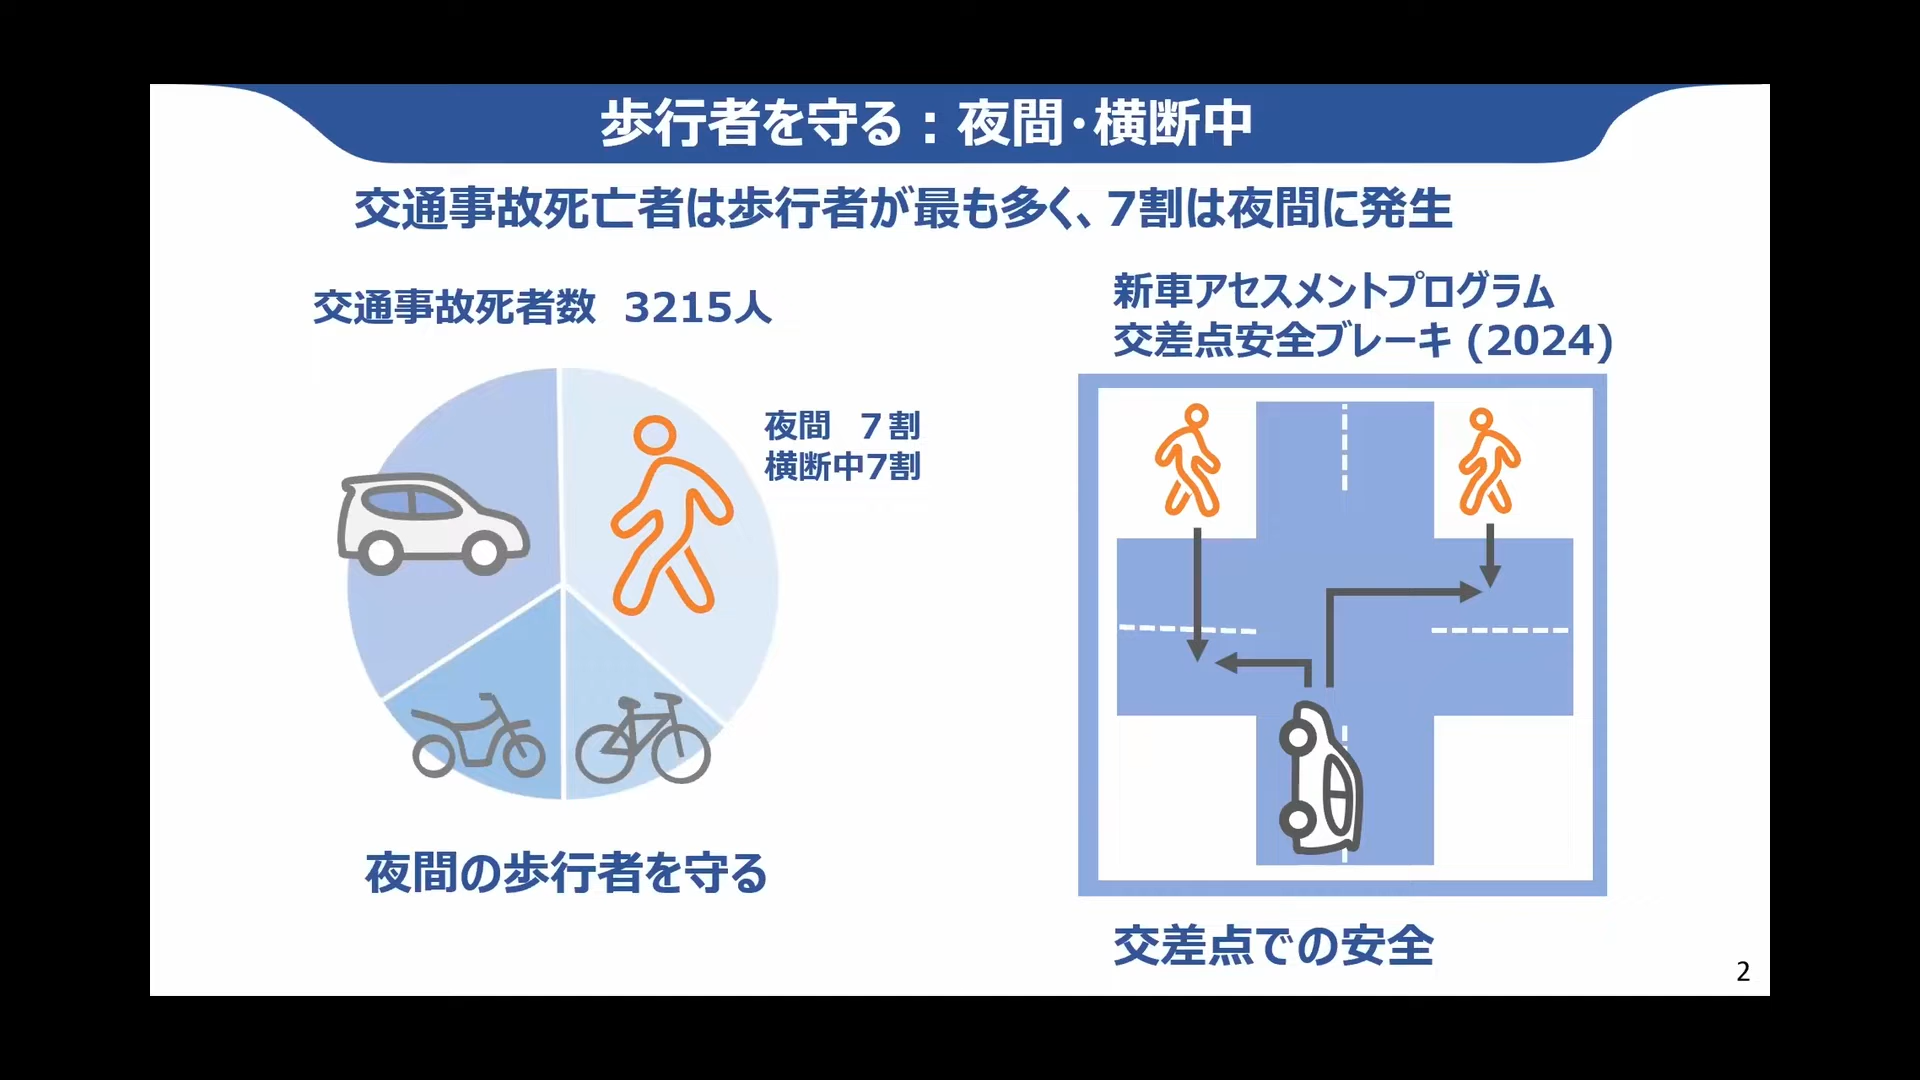 歩行者を守る：夜間・横断中
交通事故死亡者は歩行者が最も多く、7割は夜間に発生
交通事故死者数 3215人
夜間 ７割
横断中7割
夜間の歩行者を守る
新車アセスメントプログラム
交差点安全ブレーキ (2024)
交差点での安全
2